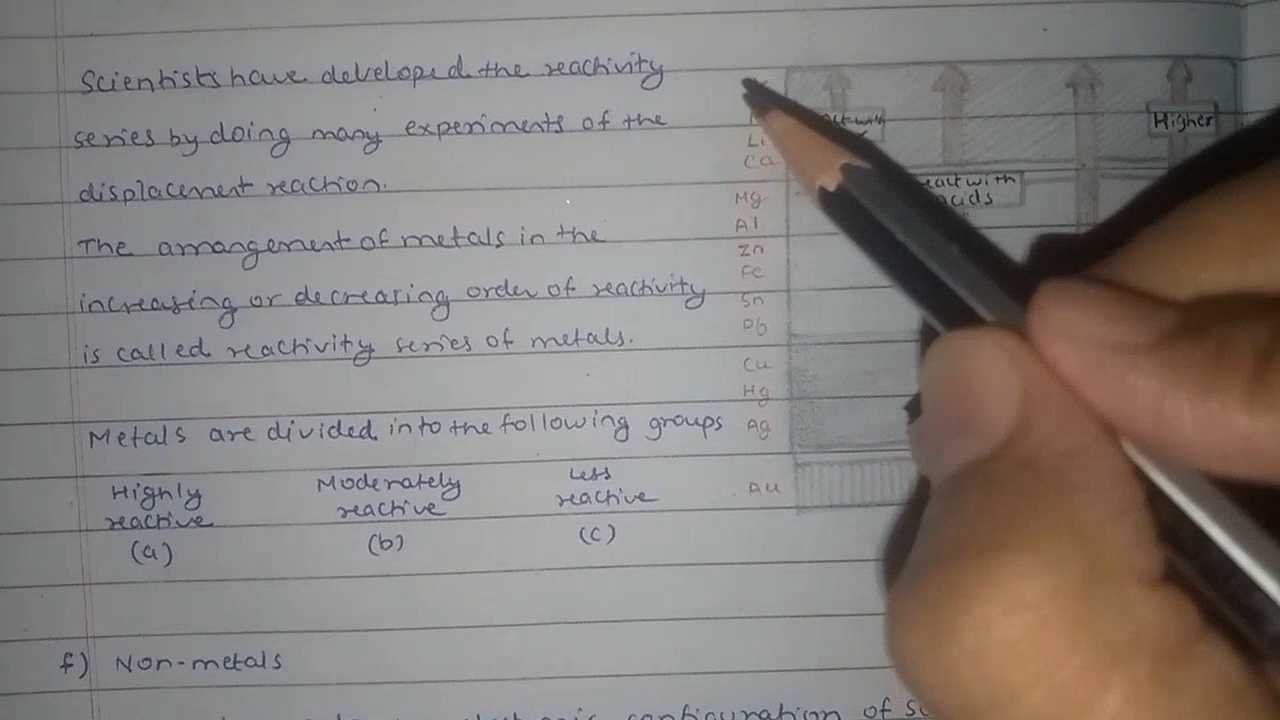 Scientists have developed the reactivity
series by doing many experiments of the
displacement reaction.
The arrangement of metals in the
increasing or decreasing order of reactivity
is called reactivity series of metals.
Metals are divided into the following groups
Highly reactive
(a)
Moderately reactive
(b)
Less reactive
(c)
f) Non-metals
configuration of
Li
Ca
Mg
Al
Zn
Fe
Sn
Pb
Cu
Hg
Ag
Au
with
Higher
with